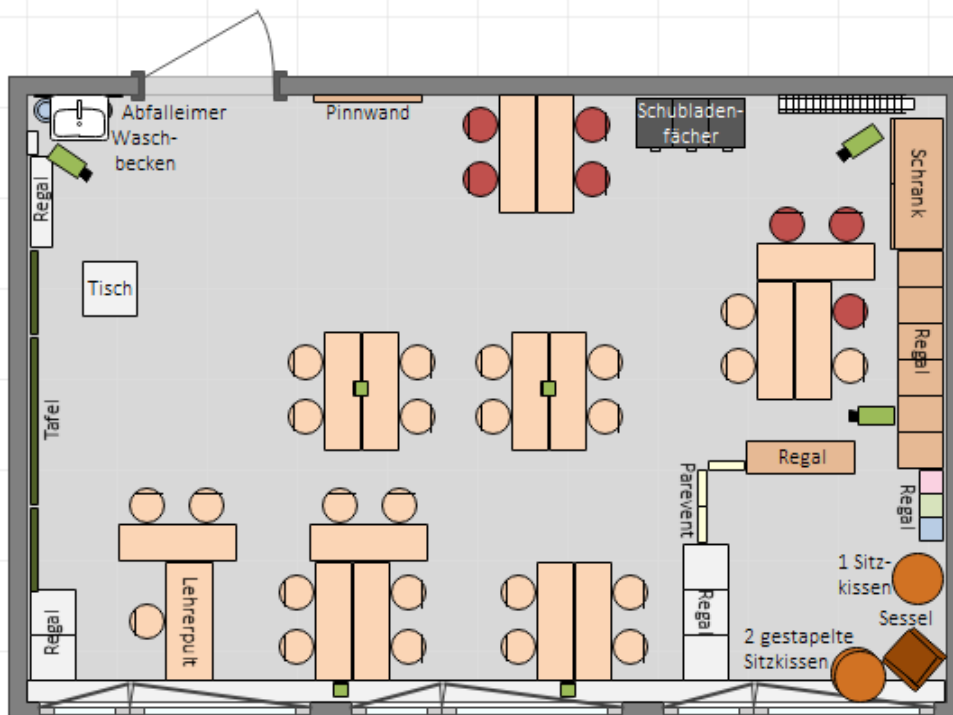 Abfalleimer
Wasch-
becken
Pinnwand
Schubladen-
fächer
Schrank
Regal
Tisch
Regal
Tafel
Regal
Parevent
Regal
1 Sitz-
kissen
Sessel
2 gestapelte
Sitzkissen
Regal
Lehrerpult
Regal